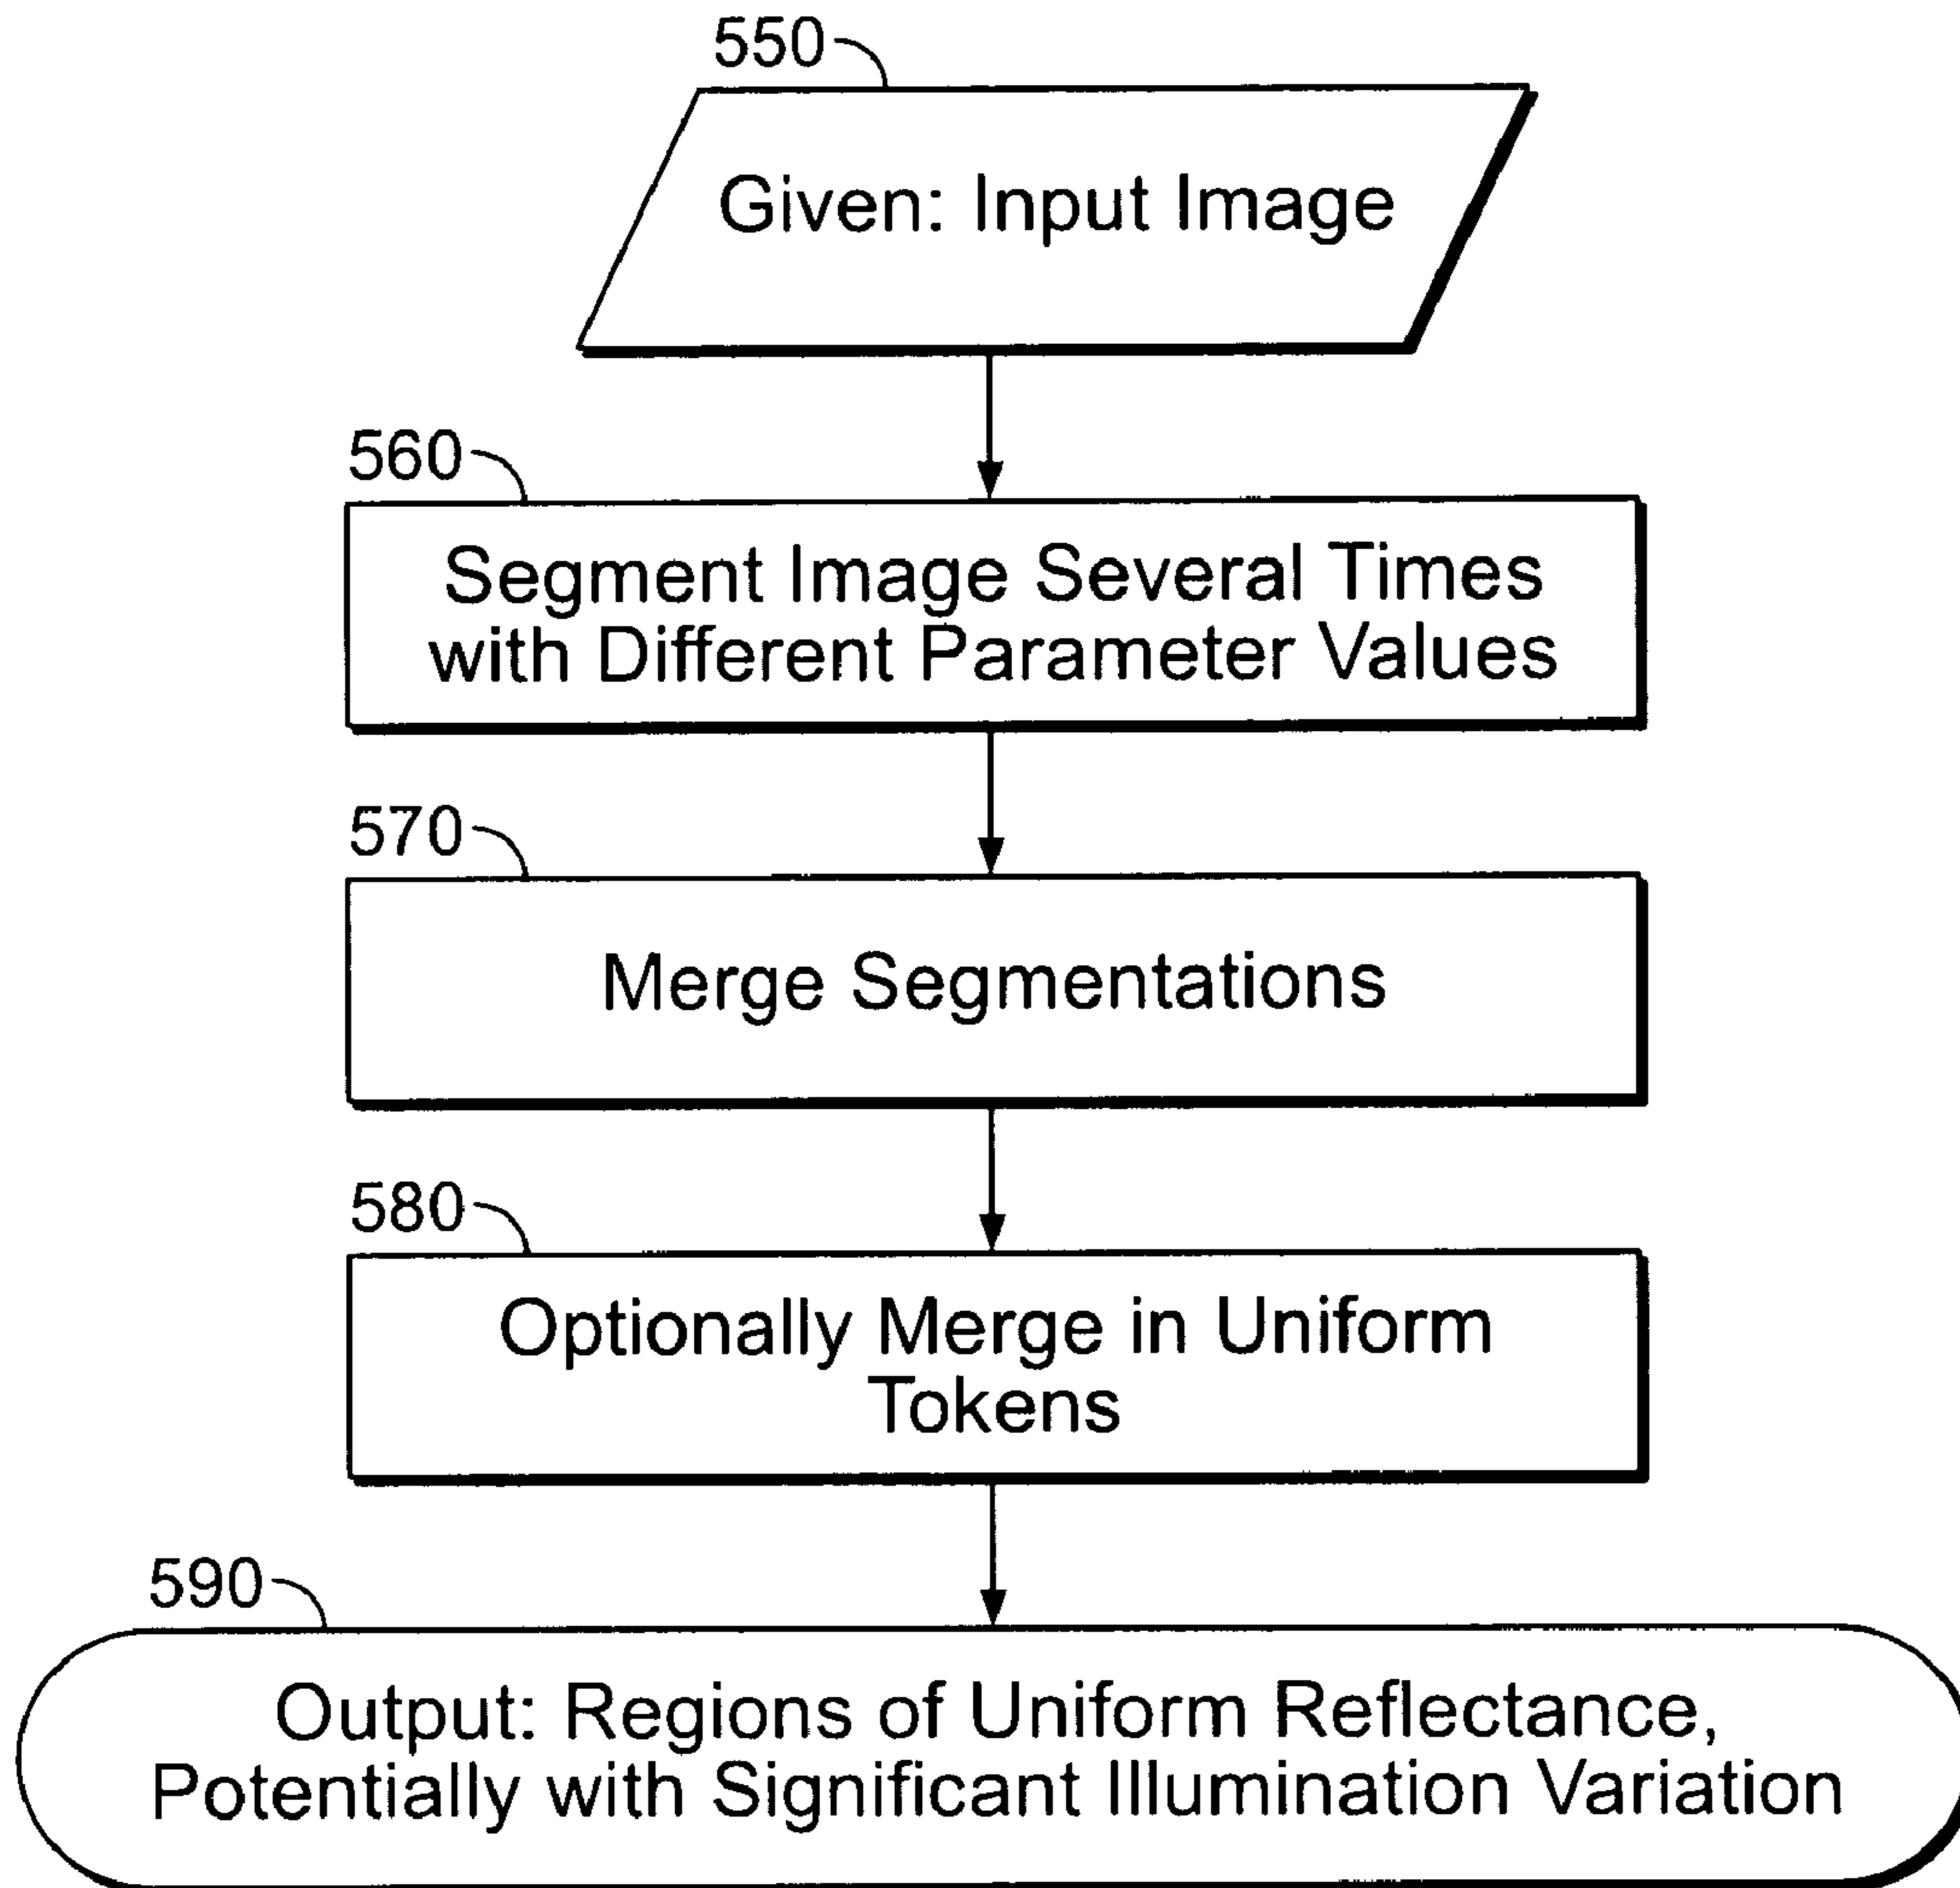 550
Given: Input Image
560
Segment Image Several Times
with Different Parameter Values
570
Merge Segmentations
580
Optionally Merge in Uniform
Tokens
590
Output: Regions of Uniform Reflectance,
Potentially with Significant Illumination Variation